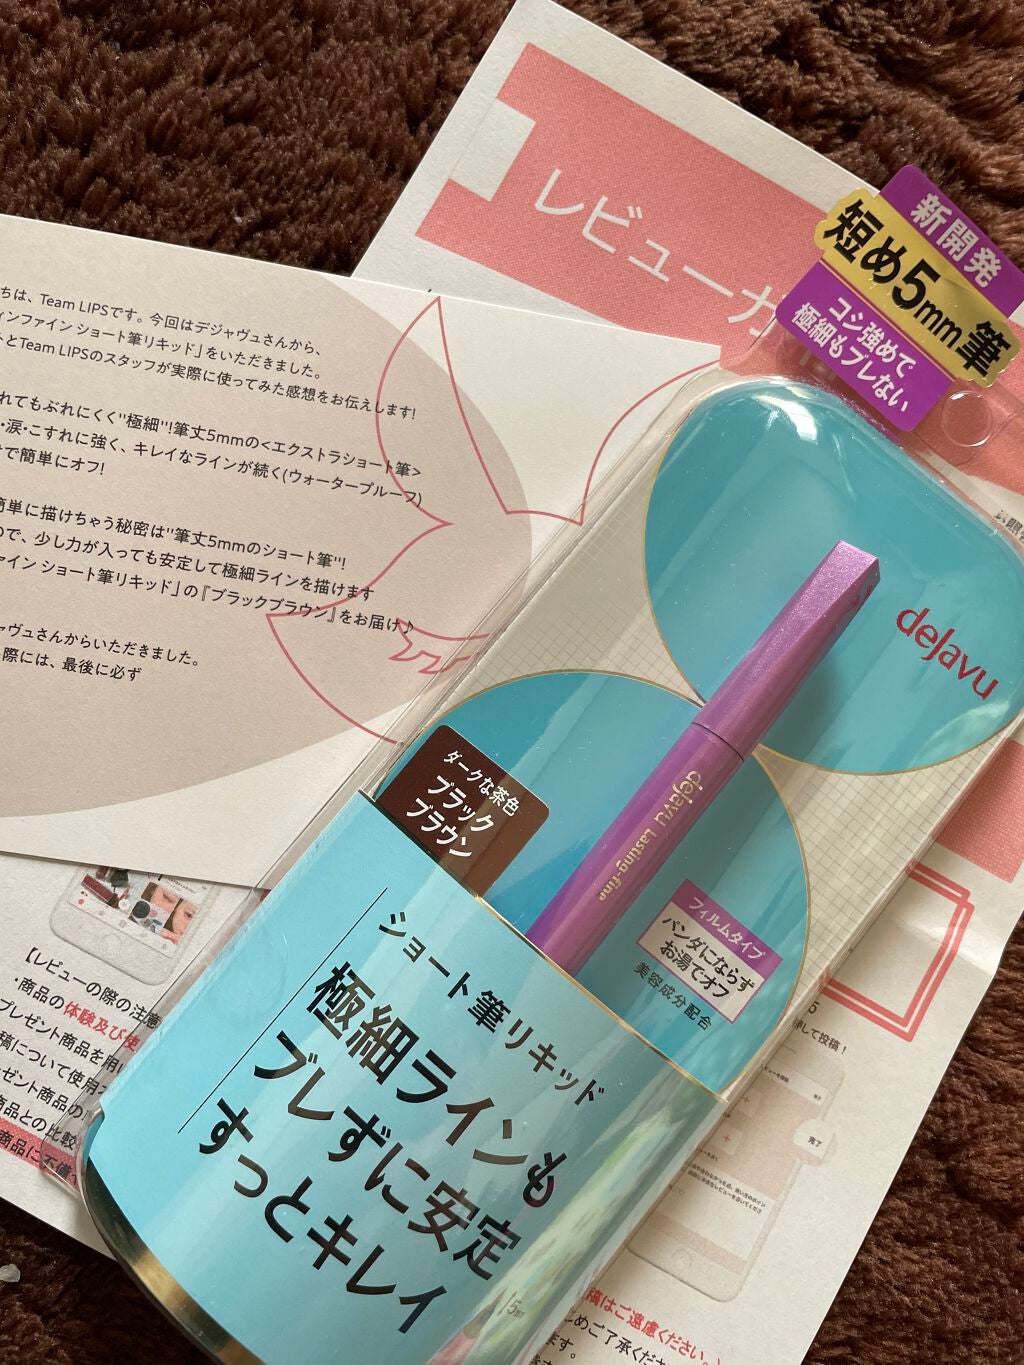 レビューガ
新開発
短め5mm筆
コシ強めで
極細もブレない
ちは、Team LIPSです。今回はデジャヴュさんから、
ィンファイン ショート筆リキッド」をいただきました。
とTeam LIPSのスタッフが実際に使ってみた感想をお伝えします!
れてもぶれにくく"極細"!筆丈5mmの<エクストラショート筆>
・涙・こすれに強く、キレイなラインが続く(ウォータープルーフ)
で簡単にオフ!
簡単に描けちゃう秘密は"筆丈5mmのショート筆"!
ので、少し力が入っても安定して極細ラインを描けます
ファイン ショート筆リキッド」の『ブラックブラウン』をお届け♪
ャヴュさんからいただきました。
際には、最後に必ず
dejavu
dejavu Lasting-fine
ダークな茶色
ブラック
ブラウン
フィルムタイプ
パンダにならず
お湯でオフ
美容成分配合
ショート筆リキッド
極細ラインも
ブレずに安定
すっとキレイ
【レビューの際の注意
・商品の体験及び使
プレゼント商品を用い
稿について使用
ゼント商品の
商品との比較
商品に不備
5
押して投稿!
完了
稿はご遠慮ください。
じめご了承くださ
ます。